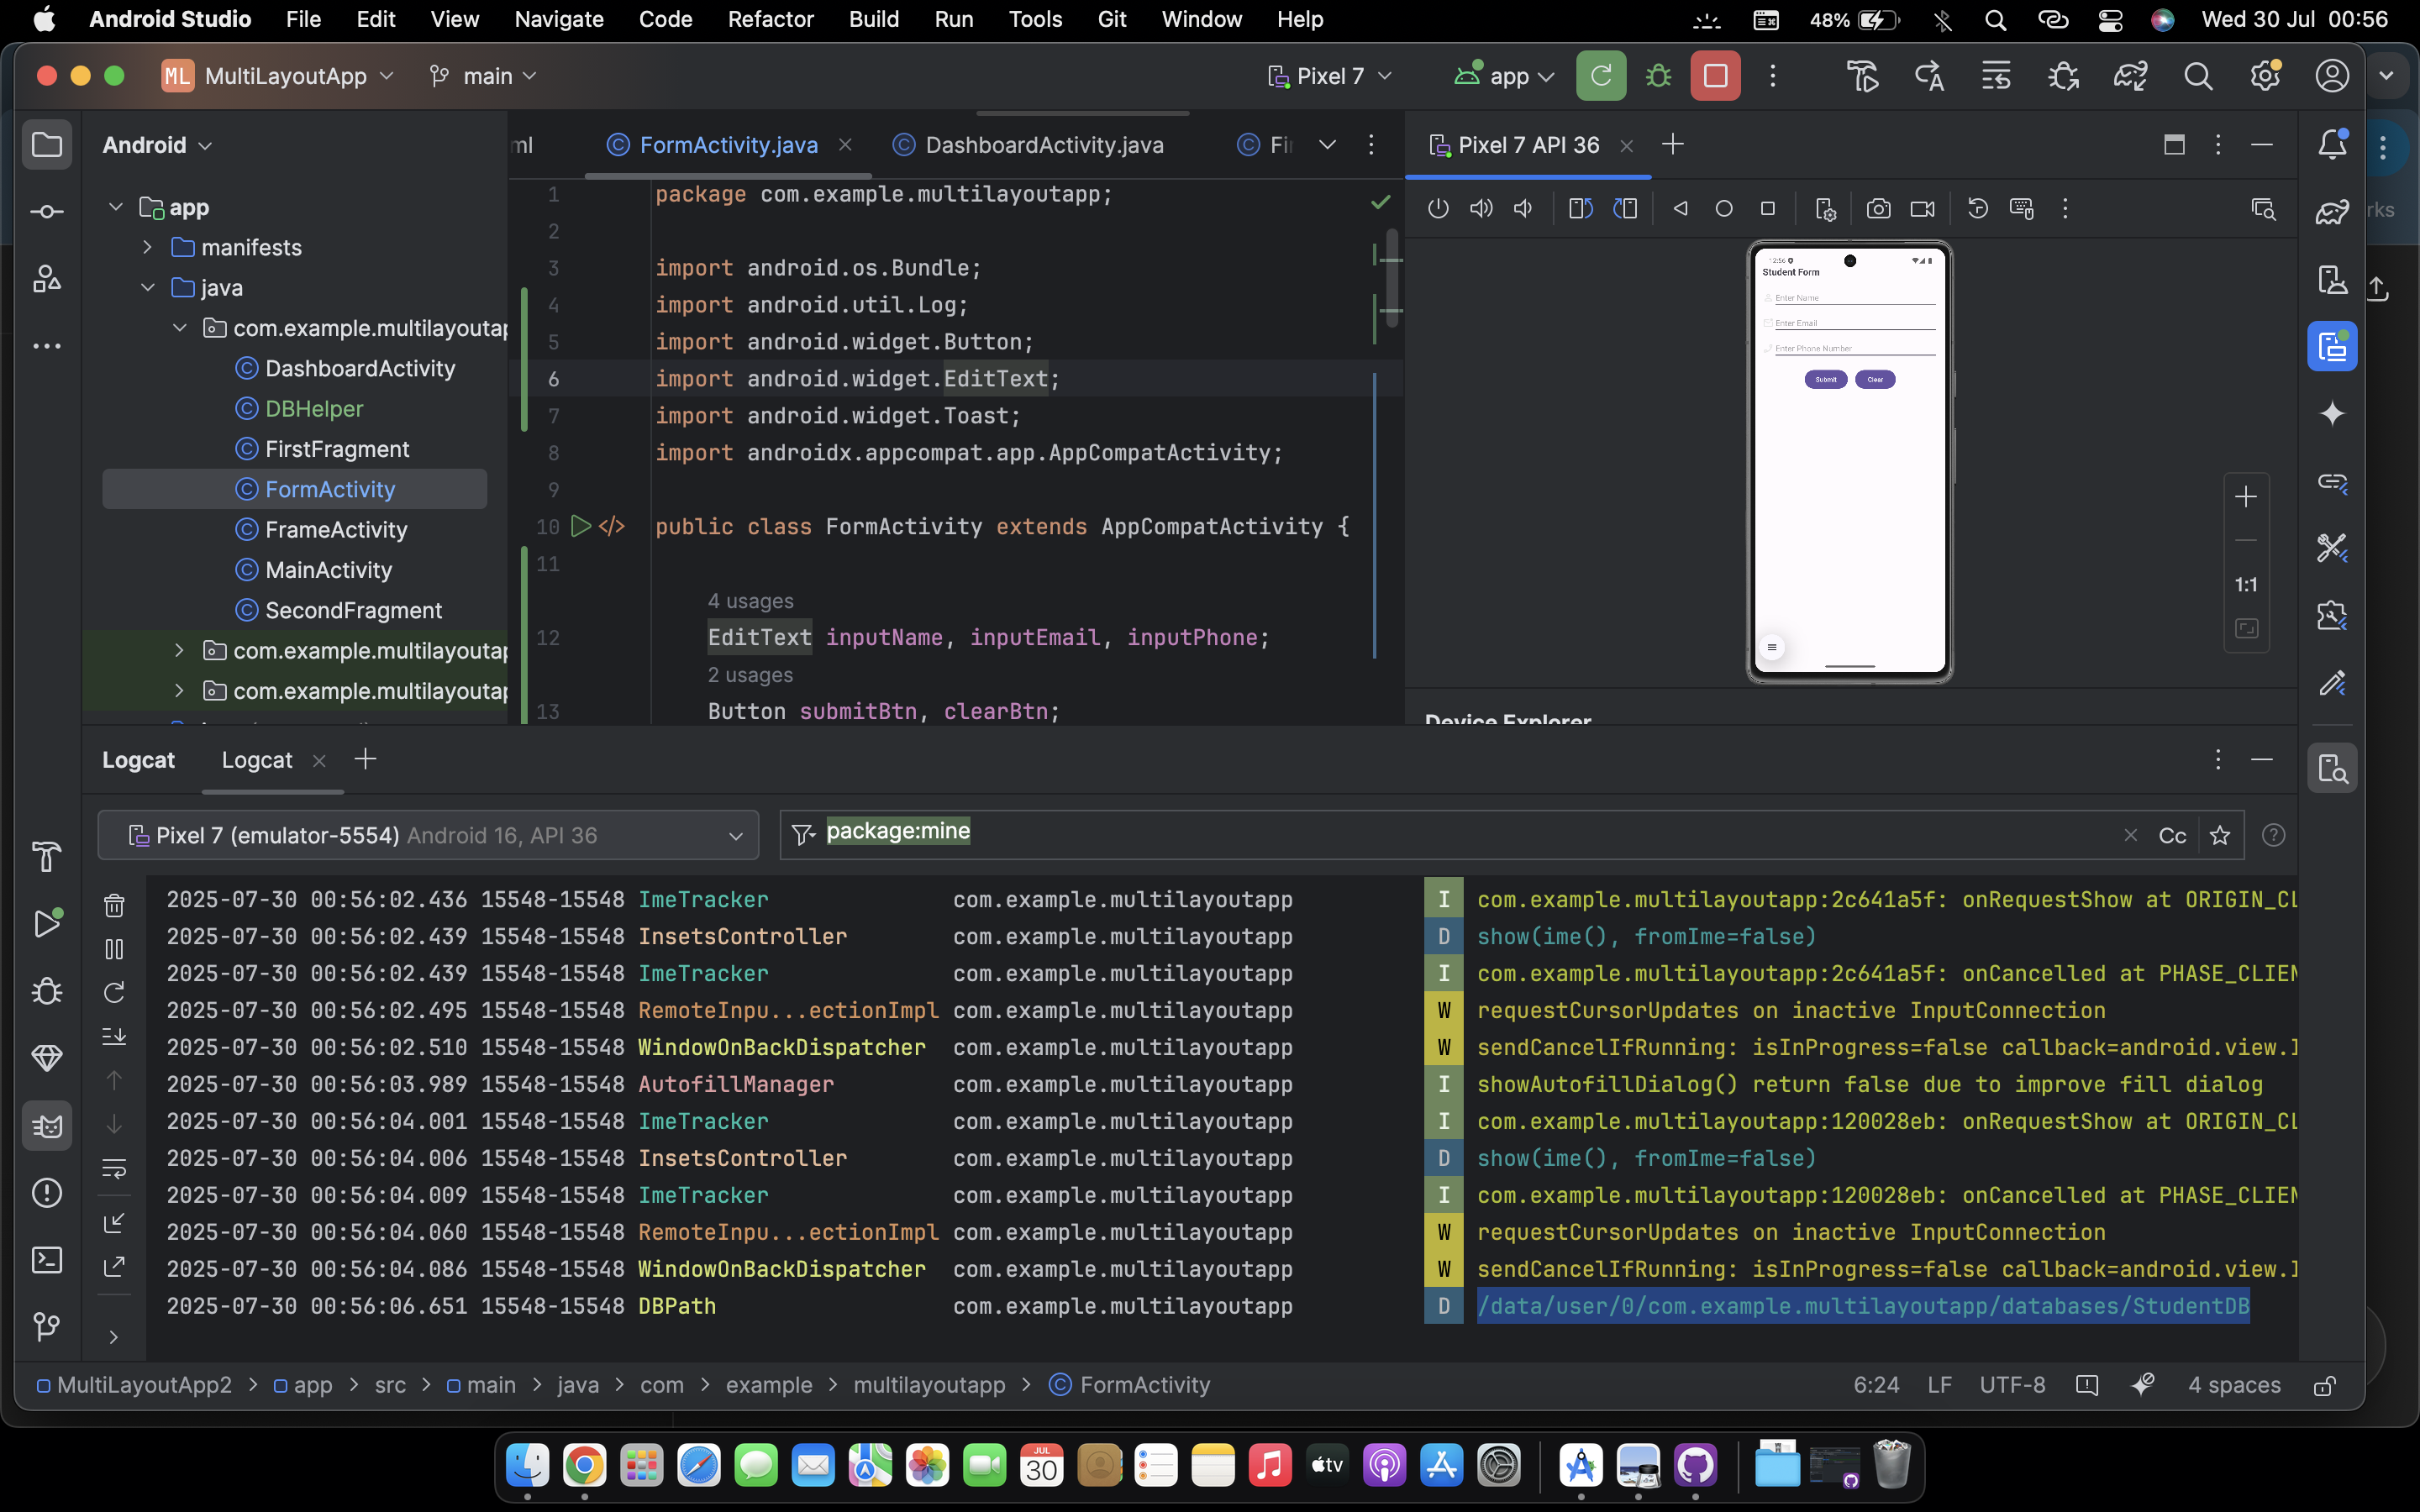 Android Studio File Edit View Navigate Code Refactor Build Run Tools Git Window Help 48% Wed 30 Jul 00:56
ML MultiLayoutApp main Pixel 7 app
Android
app
manifests
java
com.example.multilayoutap
DashboardActivity
DBHelper
FirstFragment
FormActivity
FrameActivity
MainActivity
SecondFragment
com.example.multilayoutap
com.example.multilayoutap
ml FormActivity.java DashboardActivity.java Fi
1 package com.example.multilayoutapp;
2
3 import android.os.Bundle;
4 import android.util.Log;
5 import android.widget.Button;
6 import android.widget.EditText;
7 import android.widget.Toast;
8 import androidx.appcompat.app.AppCompatActivity;
9
10 </> public class FormActivity extends AppCompatActivity {
11
4 usages
12 EditText inputName, inputEmail, inputPhone;
2 usages
13 Button submitBtn, clearBtn;
Pixel 7 API 36
12:56
Student Form
Enter Name
Enter Email
Enter Phone Number
Submit Clear
1:1
rks
Device Explorer
Logcat Logcat
Pixel 7 (emulator-5554) Android 16, API 36 package:mine Cc
2025-07-30 00:56:02.436 15548-15548 ImeTracker com.example.multilayoutapp I com.example.multilayoutapp:2c641a5f: onRequestShow at ORIGIN_CL
2025-07-30 00:56:02.439 15548-15548 InsetsController com.example.multilayoutapp D show(ime(), fromIme=false)
2025-07-30 00:56:02.439 15548-15548 ImeTracker com.example.multilayoutapp I com.example.multilayoutapp:2c641a5f: onCancelled at PHASE_CLIEN
2025-07-30 00:56:02.495 15548-15548 RemoteInpu...ectionImpl com.example.multilayoutapp W requestCursorUpdates on inactive InputConnection
2025-07-30 00:56:02.510 15548-15548 WindowOnBackDispatcher com.example.multilayoutapp W sendCancelIfRunning: isInProgress=false callback=android.view.I
2025-07-30 00:56:03.989 15548-15548 AutofillManager com.example.multilayoutapp I showAutofillDialog() return false due to improve fill dialog
2025-07-30 00:56:04.001 15548-15548 ImeTracker com.example.multilayoutapp I com.example.multilayoutapp:120028eb: onRequestShow at ORIGIN_CL
2025-07-30 00:56:04.006 15548-15548 InsetsController com.example.multilayoutapp D show(ime(), fromIme=false)
2025-07-30 00:56:04.009 15548-15548 ImeTracker com.example.multilayoutapp I com.example.multilayoutapp:120028eb: onCancelled at PHASE_CLIEN
2025-07-30 00:56:04.060 15548-15548 RemoteInpu...ectionImpl com.example.multilayoutapp W requestCursorUpdates on inactive InputConnection
2025-07-30 00:56:04.086 15548-15548 WindowOnBackDispatcher com.example.multilayoutapp W sendCancelIfRunning: isInProgress=false callback=android.view.I
2025-07-30 00:56:06.651 15548-15548 DBPath com.example.multilayoutapp D /data/user/0/com.example.multilayoutapp/databases/StudentDB
MultiLayoutApp2 > app > src > main > java > com > example > multilayoutapp > FormActivity 6:24 LF UTF-8 4 spaces
JUL
30
tv